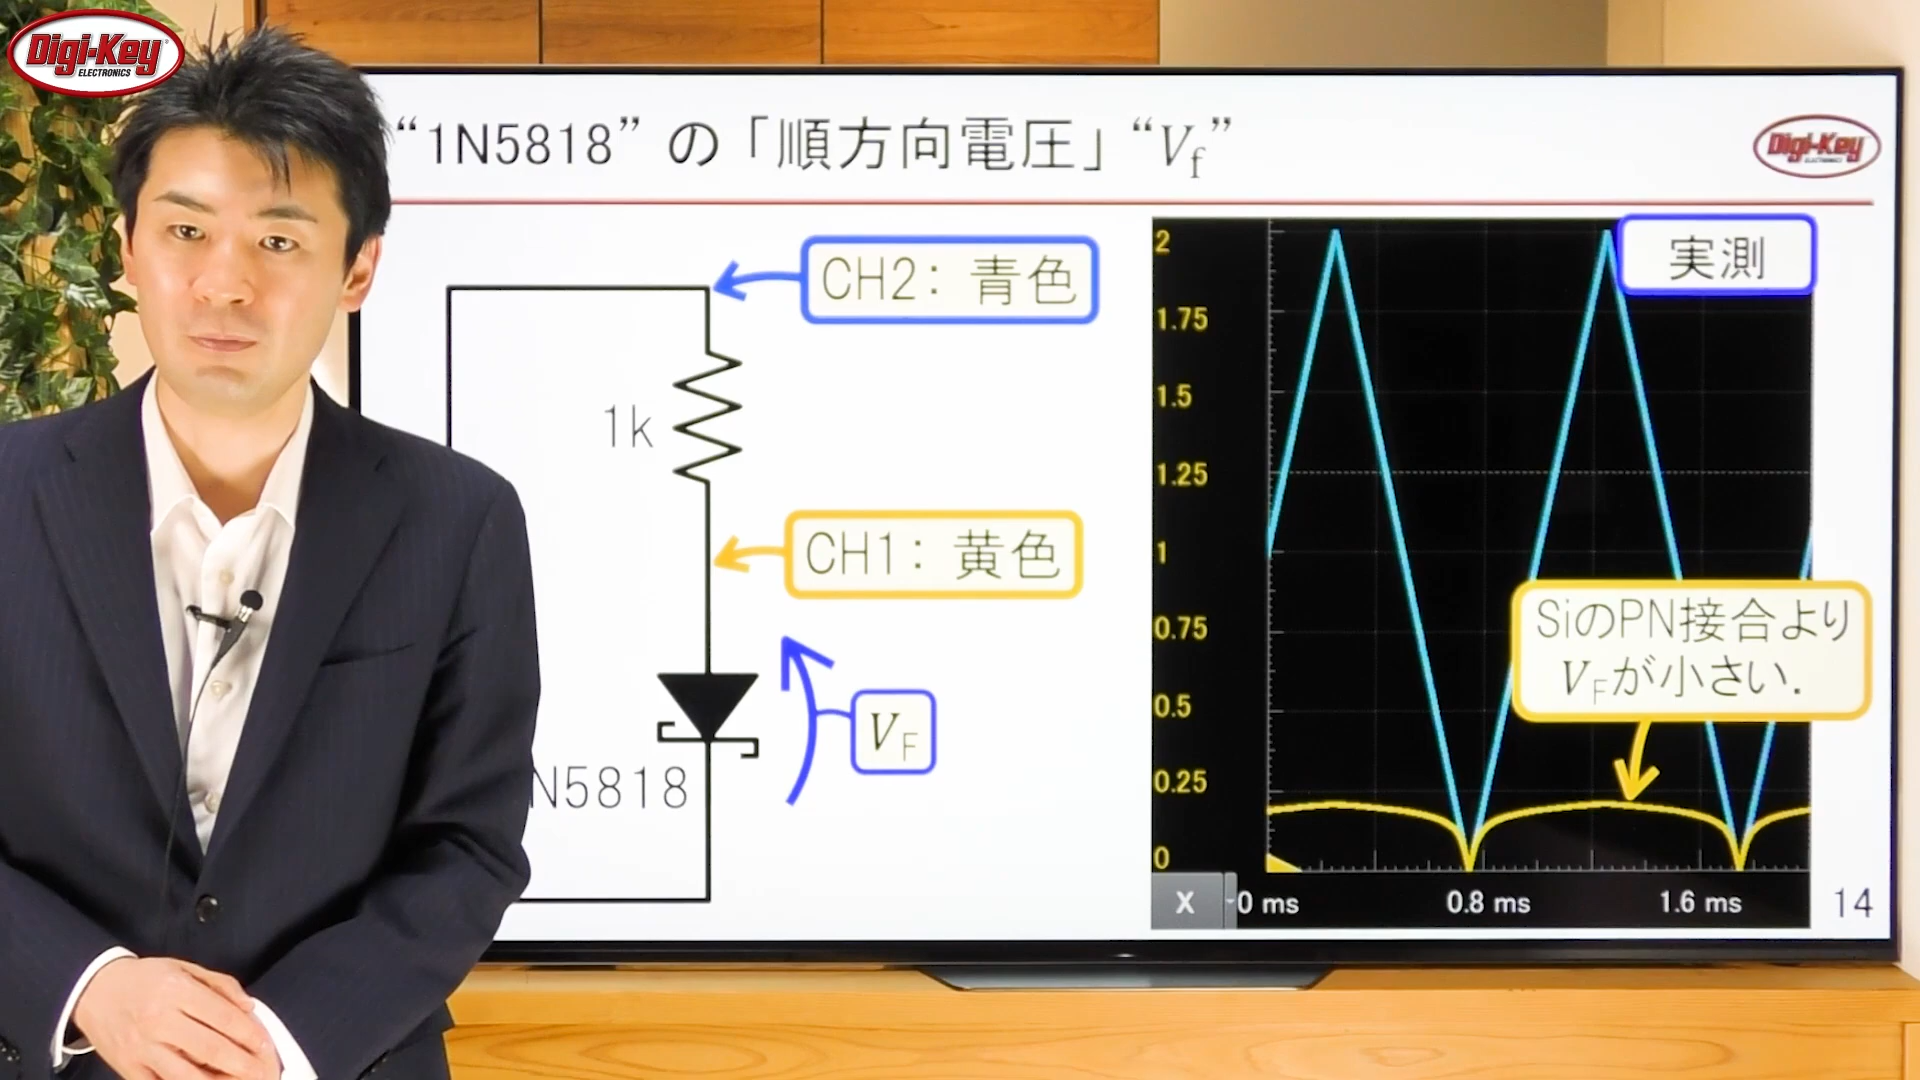 Digi-Key
ELECTRONICS
“1N5818”の「順方向電圧」“Vf”
Digi-Key
ELECTRONICS
CH2：青色
1k
CH1：黄色
VF
N5818
実測
2
1.75
1.5
1.25
1
0.75
0.5
0.25
0
SiのPN接合より
VFが小さい．
X
0 ms
0.8 ms
1.6 ms
14